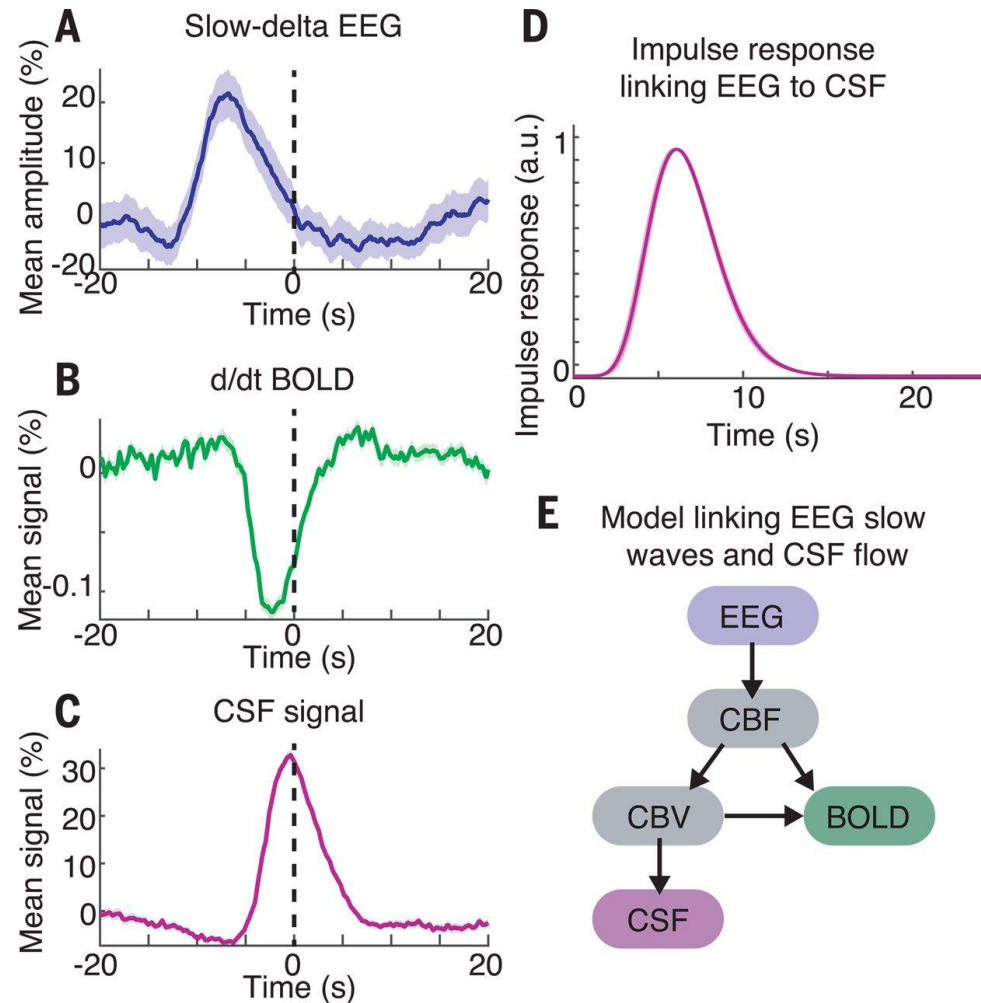 A
Slow-delta EEG
Mean amplitude (%)
20
10
0
-20
-20
0
20
Time (s)
B
d/dt BOLD
Mean signal (%)
0
-0.1
-20
0
20
Time (s)
C
CSF signal
Mean signal (%)
30
20
10
0
-20
0
20
Time (s)
D
Impulse response
linking EEG to CSF
Impulse response (a.u.)
1
0
0
10
20
Time (s)
E
Model linking EEG slow
waves and CSF flow
EEG
CBF
CBV
BOLD
CSF